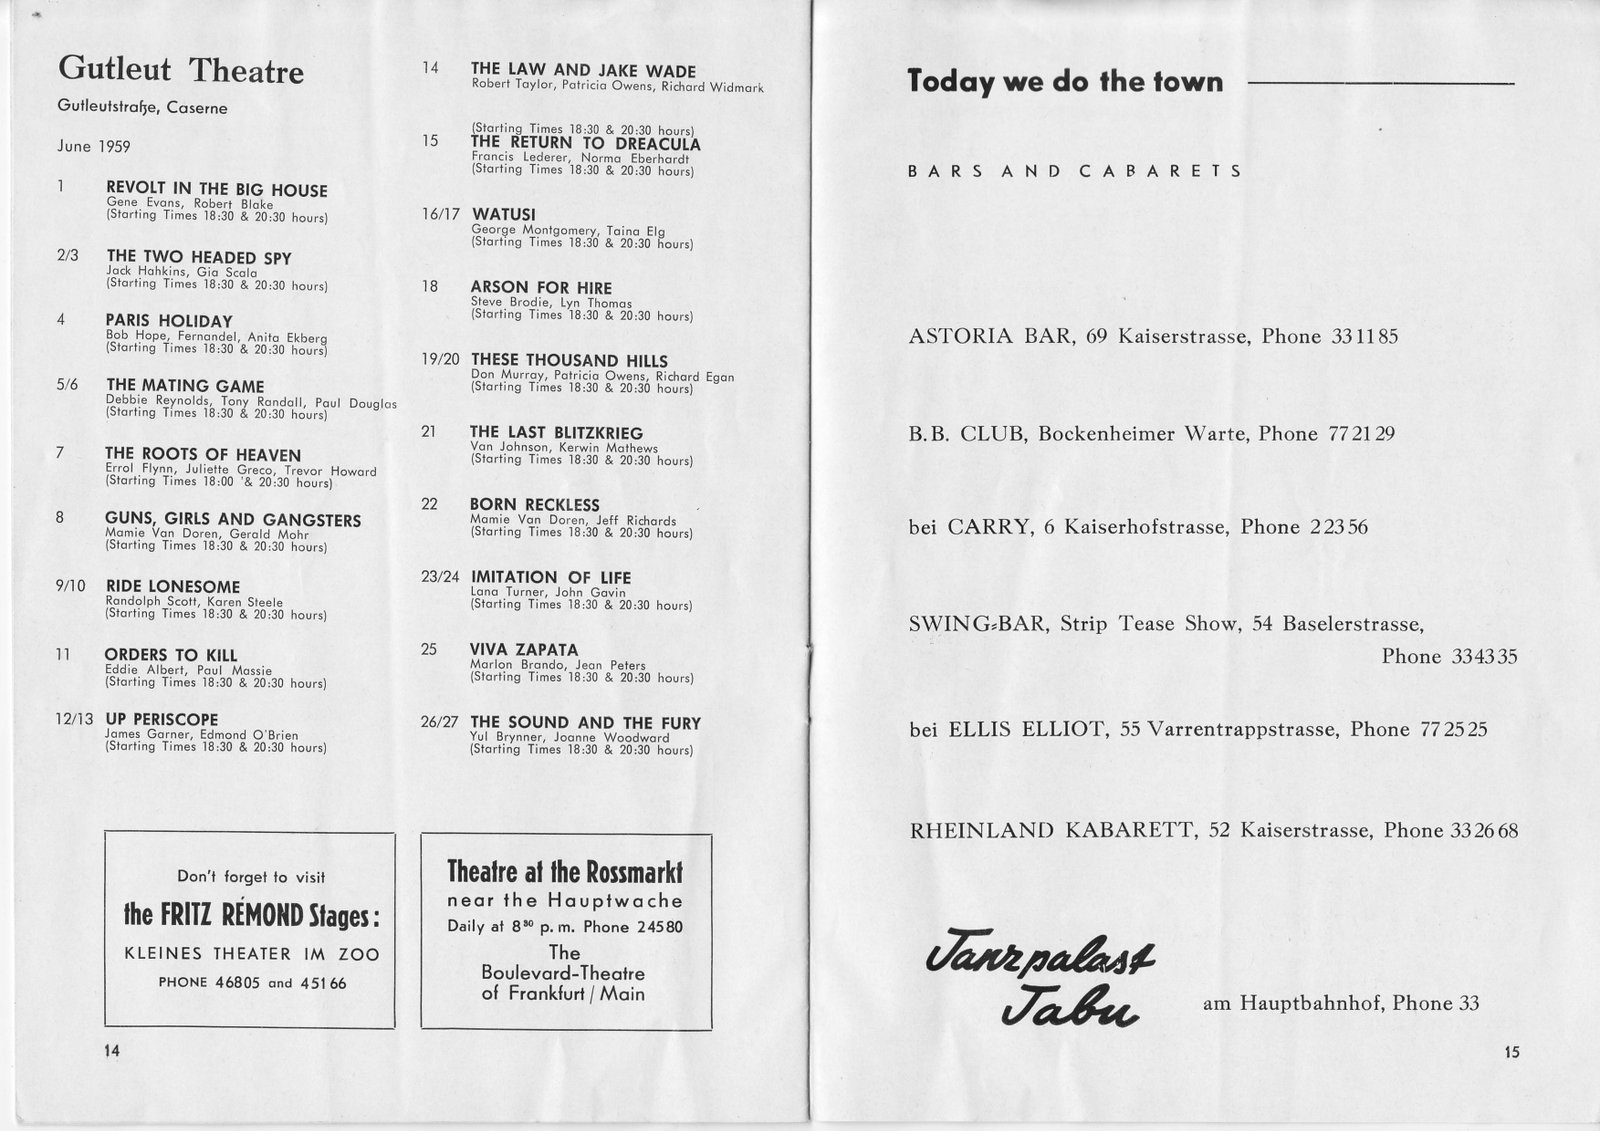 Gutleut Theatre
Gutleutstraße, Caserne
June 1959
1 REVOLT IN THE BIG HOUSE
Gene Evans, Robert Blake
(Starting Times 18:30 & 20:30 hours)
2/3 THE TWO HEADED SPY
Jack Hahkins, Gia Scala
(Starting Times 18:30 & 20:30 hours)
4 PARIS HOLIDAY
Bob Hope, Fernandel, Anita Ekberg
(Starting Times 18:30 & 20:30 hours)
5/6 THE MATING GAME
Debbie Reynolds, Tony Randall, Paul Douglas
(Starting Times 18:30 & 20:30 hours)
7 THE ROOTS OF HEAVEN
Errol Flynn, Juliette Greco, Trevor Howard
(Starting Times 18:00 '& 20:30 hours)
8 GUNS, GIRLS AND GANGSTERS
Mamie Van Doren, Gerald Mohr
(Starting Times 18:30 & 20:30 hours)
9/10 RIDE LONESOME
Randolph Scott, Karen Steele
(Starting Times 18:30 & 20:30 hours)
11 ORDERS TO KILL
Eddie Albert, Paul Massie
(Starting Times 18:30 & 20:30 hours)
12/13 UP PERISCOPE
James Garner, Edmond O'Brien
(Starting Times 18:30 & 20:30 hours)
14 THE LAW AND JAKE WADE
Robert Taylor, Patricia Owens, Richard Widmark
(Starting Times 18:30 & 20:30 hours)
15 THE RETURN TO DREACULA
Francis Lederer, Norma Eberhardt
(Starting Times 18:30 & 20:30 hours)
16/17 WATUSI
George Montgomery, Taina Elg
(Starting Times 18:30 & 20:30 hours)
18 ARSON FOR HIRE
Steve Brodie, Lyn Thomas
(Starting Times 18:30 & 20:30 hours)
19/20 THESE THOUSAND HILLS
Don Murray, Patricia Owens, Richard Egan
(Starting Times 18:30 & 20:30 hours)
21 THE LAST BLITZKRIEG
Van Johnson, Kerwin Mathews
(Starting Times 18:30 & 20:30 hours)
22 BORN RECKLESS
Mamie Van Doren, Jeff Richards
(Starting Times 18:30 & 20:30 hours)
23/24 IMITATION OF LIFE
Lana Turner, John Gavin
(Starting Times 18:30 & 20:30 hours)
25 VIVA ZAPATA
Marlon Brando, Jean Peters
(Starting Times 18:30 & 20:30 hours)
26/27 THE SOUND AND THE FURY
Yul Brynner, Joanne Woodward
(Starting Times 18:30 & 20:30 hours)
Don't forget to visit
the FRITZ RÉMOND Stages:
KLEINES THEATER IM ZOO
PHONE 46805 and 45166
Theatre at the Rossmarkt
near the Hauptwache
Daily at 8³⁰ p.m. Phone 24580
The
Boulevard-Theatre
of Frankfurt / Main
14
Today we do the town
BARS AND CABARETS
ASTORIA BAR, 69 Kaiserstrasse, Phone 331185
B.B. CLUB, Bockenheimer Warte, Phone 772129
bei CARRY, 6 Kaiserhofstrasse, Phone 22356
SWING-BAR, Strip Tease Show, 54 Baselerstrasse,
Phone 334335
bei ELLIS ELLIOT, 55 Varrentrappstrasse, Phone 772525
RHEINLAND KABARETT, 52 Kaiserstrasse, Phone 332668
Tanzpalast
Tabu
am Hauptbahnhof, Phone 33
15